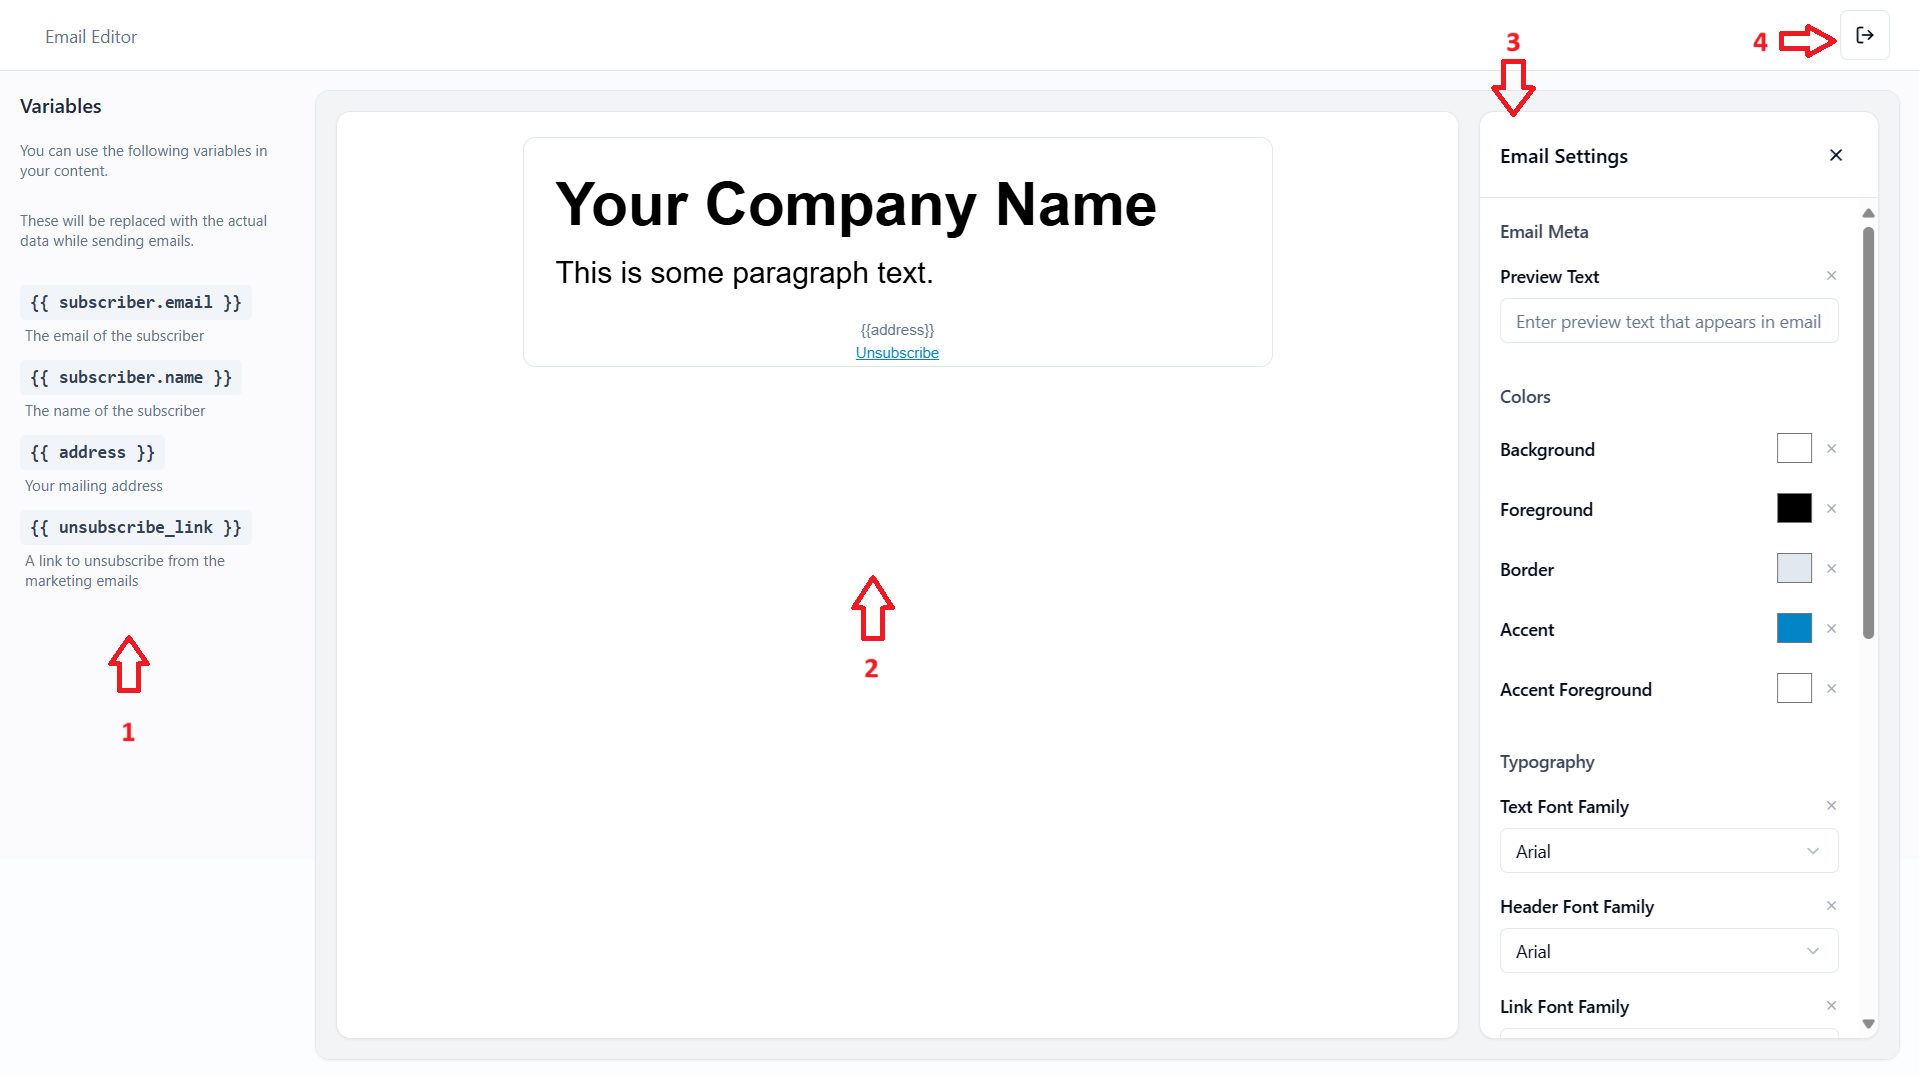 Email Editor
4
3
Variables
You can use the following variables in
your content.
These will be replaced with the actual
data while sending emails.
{{ subscriber.email }}
The email of the subscriber
{{ subscriber.name }}
The name of the subscriber
{{ address }}
Your mailing address
{{ unsubscribe_link }}
A link to unsubscribe from the
marketing emails
1
Your Company Name
This is some paragraph text.
{{address}}
Unsubscribe
2
Email Settings
Email Meta
Preview Text
Enter preview text that appears in email
Colors
Background
Foreground
Border
Accent
Accent Foreground
Typography
Text Font Family
Arial
Header Font Family
Arial
Link Font Family